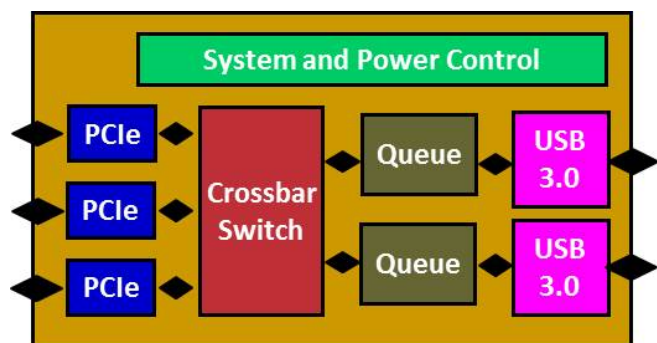 System and Power Control
PCIe
PCIe
PCIe
Crossbar
Switch
Queue
Queue
USB
3.0
USB
3.0